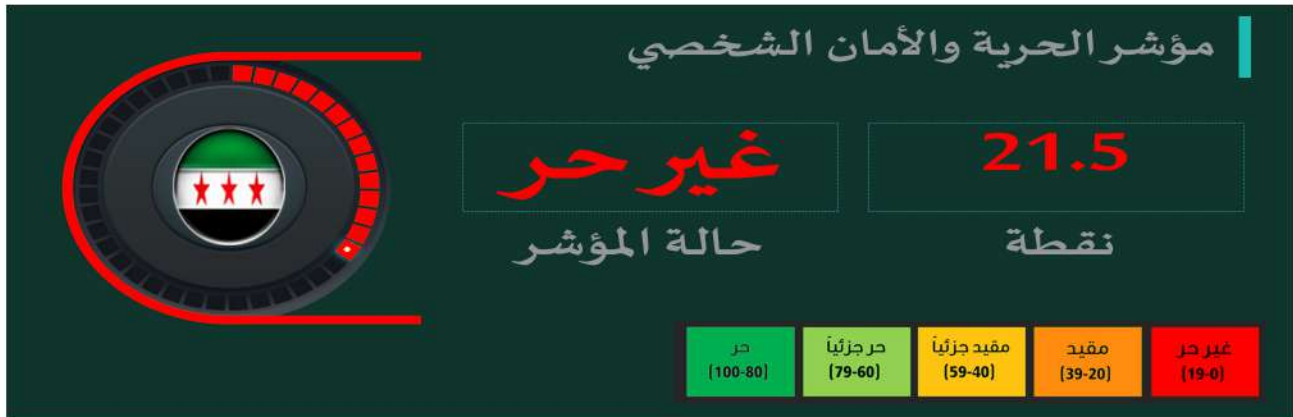 مؤشر الحرية والأمان الشخصي
21.5
نقطة
غير حر
حالة المؤشر
غير حر
(19-0)
مقيد
(39-20)
مقيد جزئياً
(59-40)
حر جزئياً
(79-60)
حر
(100-80)